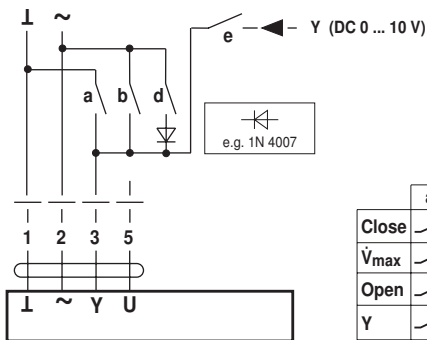 ⊥ ~
e Y (DC 0 ... 10 V)
a b d
e.g. 1N 4007
1 2 3 5
⊥ ~ Y U
a
Close
V̇max
Open
Y